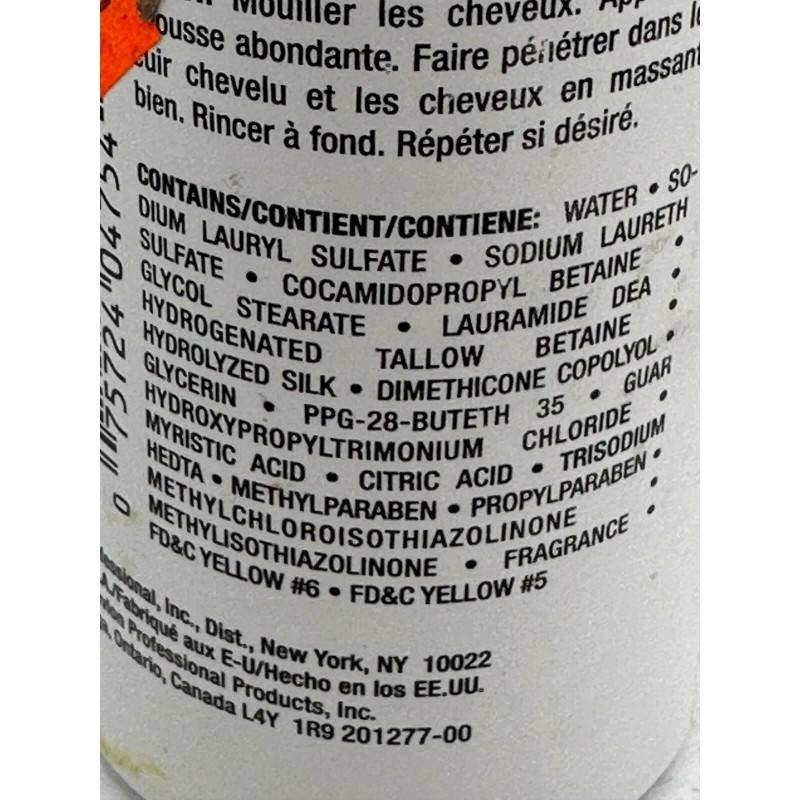 Mouiller les cheveux.
ousse abondante. Faire pénétrer dans
cuir chevelu et les cheveux en massant
bien. Rincer à fond. Répéter si désiré.
CONTAINS/CONTIENT/CONTIENE: WATER • SO-
DIUM LAURYL SULFATE • SODIUM LAURETH
SULFATE • COCAMIDOPROPYL BETAINE •
GLYCOL STEARATE • LAURAMIDE DEA •
HYDROGENATED TALLOW BETAINE •
HYDROLYZED SILK • DIMETHICONE COPOLYOL •
GLYCERIN • PPG-28-BUTETH 35 • GUAR
HYDROXYPROPYLTRIMONIUM CHLORIDE •
MYRISTIC ACID • CITRIC ACID • TRISODIUM
HEDTA • METHYLPARABEN • PROPYLPARABEN •
METHYLCHLOROISOTHIAZOLINONE •
METHYLISOTHIAZOLINONE • FRAGRANCE •
FD&C YELLOW #6 • FD&C YELLOW #5
essional, Inc., Dist., New York, NY 10022
A/Fabriqué aux E-U/Hecho en los EE.UU.
Professional Products, Inc.
Ontario, Canada L4Y 1R9 201277-00